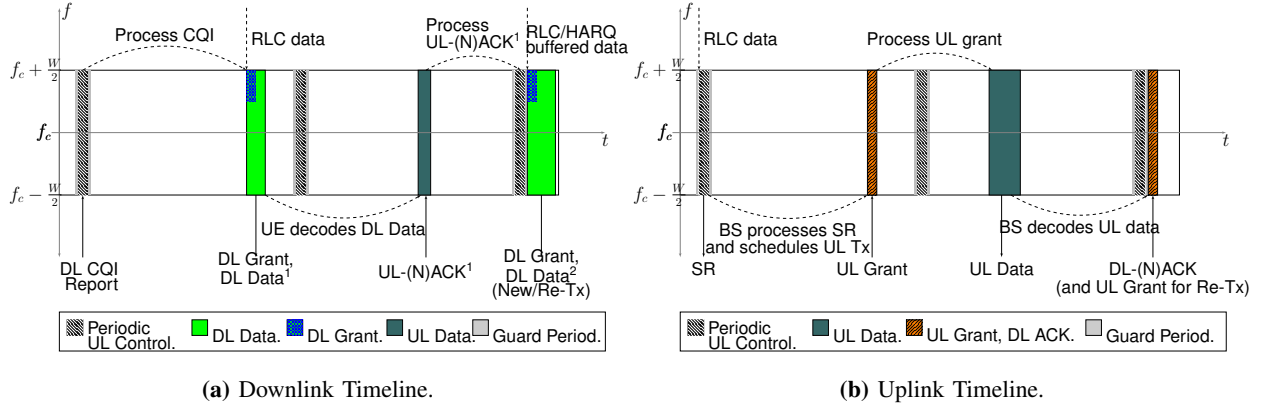 f
Process CQI
RLC data
Process
UL-(N)ACK¹
RLC/HARQ
buffered data
f_c + W/2
f_c
t
f_c − W/2
UE decodes DL Data
DL CQI
Report
DL Grant,
DL Data¹
UL-(N)ACK¹
DL Grant,
DL Data²
(New/Re-Tx)
Periodic
UL Control.
DL Data.
DL Grant.
UL Data.
Guard Period.
(a) Downlink Timeline.
f
RLC data
Process UL grant
f_c + W/2
f_c
t
f_c − W/2
BS processes SR
and schedules UL Tx
BS decodes UL data
SR
UL Grant
UL Data
DL-(N)ACK
(and UL Grant for Re-Tx)
Periodic
UL Control.
UL Data.
UL Grant, DL ACK.
Guard Period.
(b) Uplink Timeline.